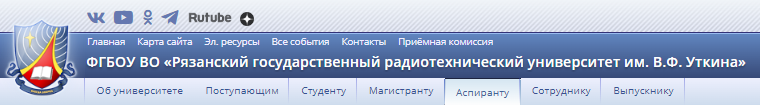 Rutube
Главная Карта сайта Эл. ресурсы Все события Контакты Приёмная комиссия
ФГБОУ ВО «Рязанский государственный радиотехнический университет им. В.Ф. Уткина»
Об университете Поступающим Студенту Магистранту Аспиранту Сотруднику Выпускнику